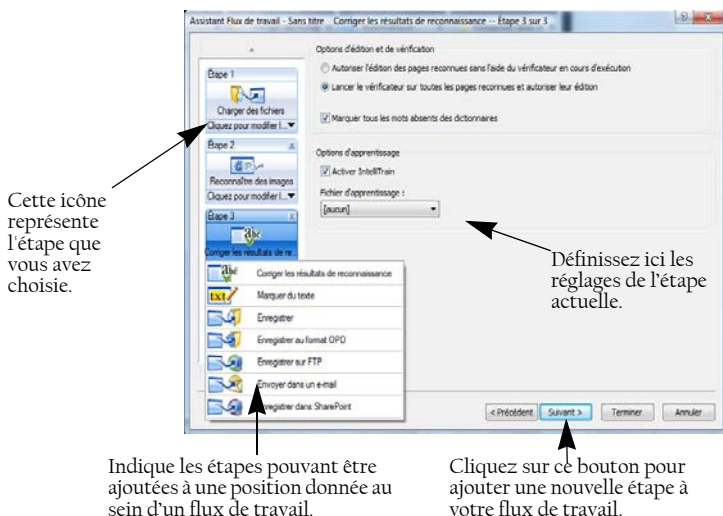 Assistant Flux de travail - Sans titre Corriger les résultats de reconnaissance -- Étape 3 sur 3
Options d'édition et de vérification
Autoriser l'édition des pages reconnues sans l'aide du vérificateur en cours d'exécution
Lancer le vérificateur sur toutes les pages reconnues et autoriser leur édition
Marquer tous les mots absents des dictionnaires
Options d'apprentissage
Activer IntelliTrain
Fichier d'apprentissage :
[aucun]
Étape 1
Charger des fichiers
Cliquez pour modifier l...
Étape 2
Reconnaître des images
Cliquez pour modifier l...
Étape 3
Corriger les résultats de re...
Corriger les résultats de reconnaissance
Marquer du texte
Enregistrer
Enregistrer au format OPD
Enregistrer sur FTP
Envoyer dans un e-mail
Enregistrer dans SharePoint
< Précédent
Suivant >
Terminer
Annuler
Cette icône
représente
l'étape que
vous avez
choisie.
Définissez ici les
réglages de l'étape
actuelle.
Indique les étapes pouvant être
ajoutées à une position donnée au
sein d'un flux de travail.
Cliquez sur ce bouton pour
ajouter une nouvelle étape à
votre flux de travail.